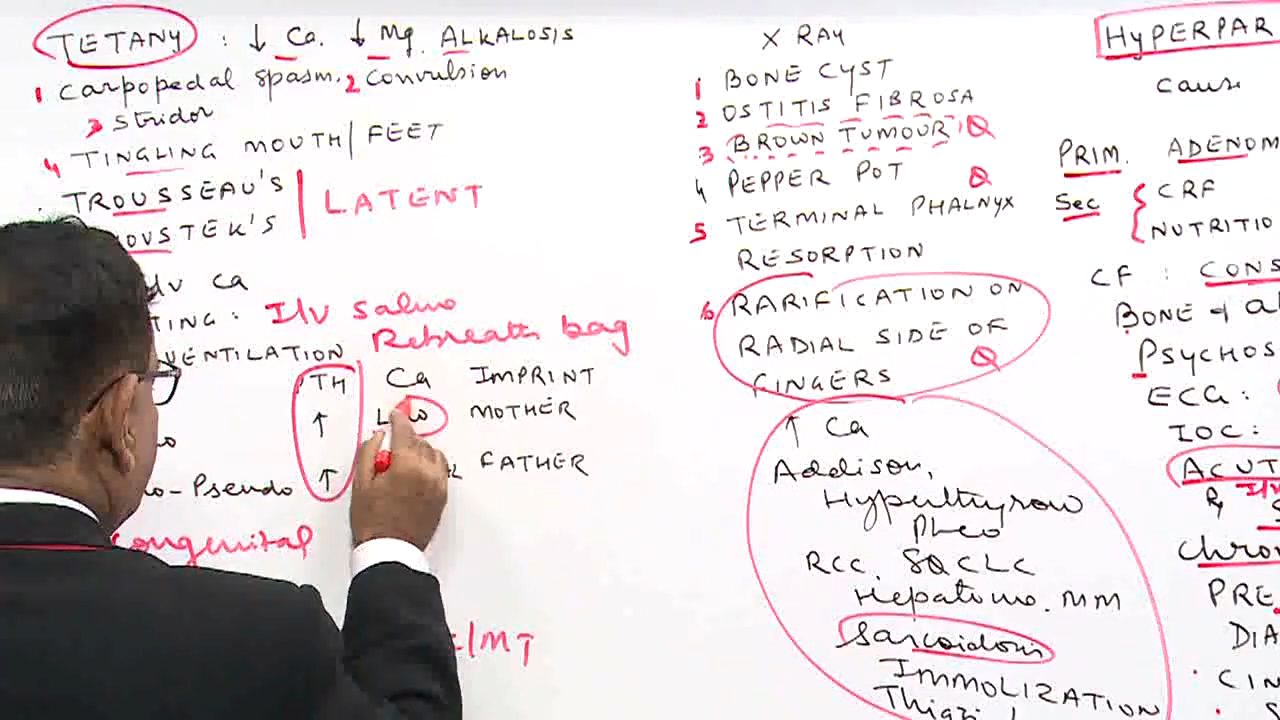 TETANY : ↓ Ca. ↓ Mg. ALKALOSIS
1 Carpopedal spasm. 2 Convulsion
3 Stridor
4 TINGLING MOUTH/FEET
TROUSSEAU'S
OVSTEK'S
LATENT
Ca
TING: I/V Saline
VENTILATION Rebreath bag
PTH Ca IMPRINT
↑ MOTHER
-Pseudo ↑ FATHER
Congenital
X RAY
1 BONE CYST
2 OSTITIS FIBROSA
3 BROWN TUMOUR Q
4 PEPPER POT Q
5 TERMINAL PHALNYX
RESORPTION
6 RARIFICATION ON
RADIAL SIDE OF
FINGERS Q
↑ Ca
Addison,
Hyperthyroid
Pheo
RCC. SQCLC
Hepatoma. MM
Sarcoidosis
IMMOLIZATION
HYPERPAR
Cause
PRIM. ADENOM
Sec { CRF
NUTRITIO
CF : CONS
BONE + a
Psychos
ECG:
IOC:
ACUT
I/V
Chron
PRE
DIA
CIN